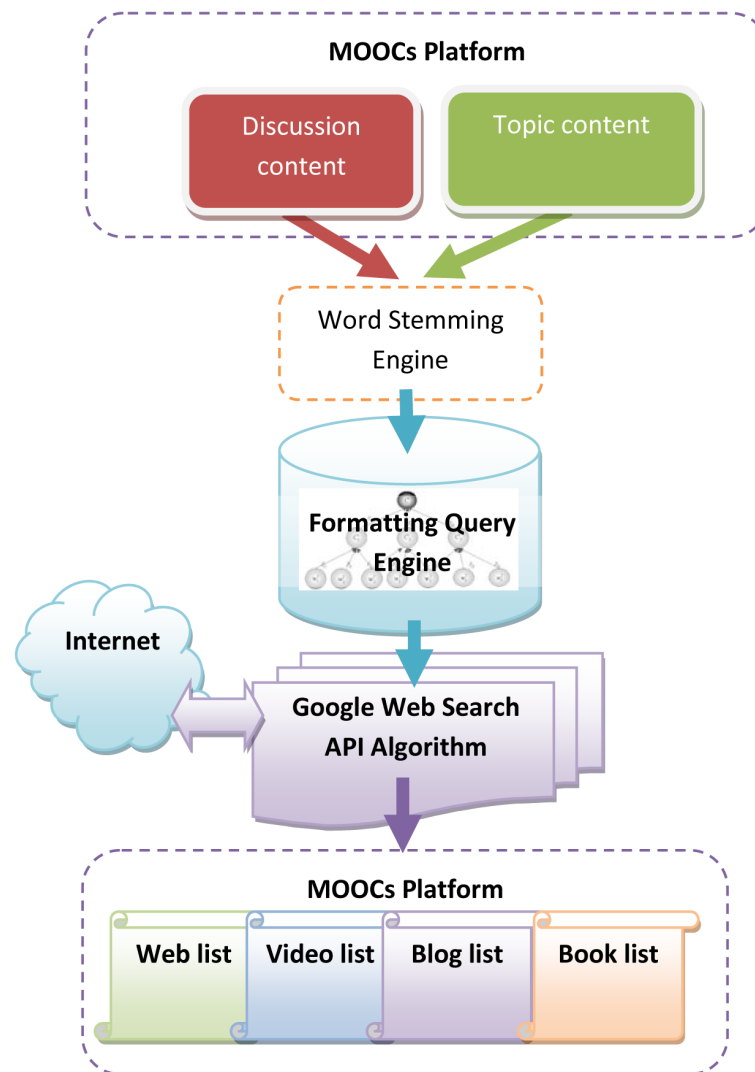 MOOCs Platform
Discussion
content
Topic content
Word Stemming
Engine
Formatting Query
Engine
Internet
Google Web Search
API Algorithm
MOOCs Platform
Web list
Video list
Blog list
Book list